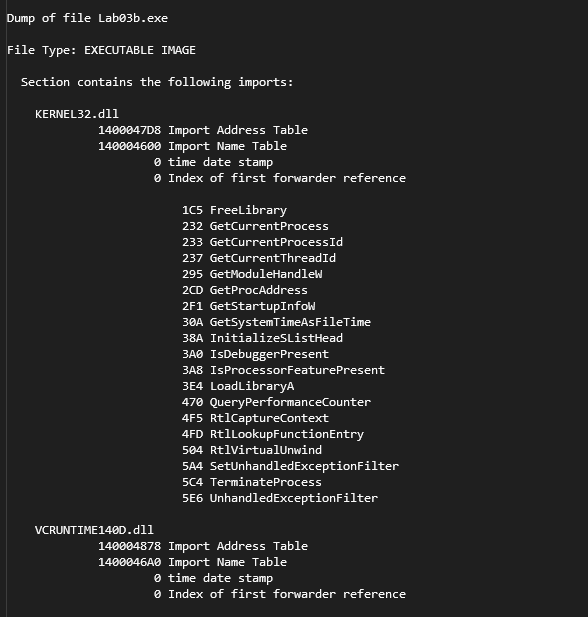 Dump of file Lab03b.exe
File Type: EXECUTABLE IMAGE
Section contains the following imports:
KERNEL32.dll
1400047D8 Import Address Table
140004600 Import Name Table
0 time date stamp
0 Index of first forwarder reference
1C5 FreeLibrary
232 GetCurrentProcess
233 GetCurrentProcessId
237 GetCurrentThreadId
295 GetModuleHandleW
2CD GetProcAddress
2F1 GetStartupInfoW
30A GetSystemTimeAsFileTime
38A InitializeSListHead
3A0 IsDebuggerPresent
3A8 IsProcessorFeaturePresent
3E4 LoadLibraryA
470 QueryPerformanceCounter
4F5 RtlCaptureContext
4FD RtlLookupFunctionEntry
504 RtlVirtualUnwind
5A4 SetUnhandledExceptionFilter
5C4 TerminateProcess
5E6 UnhandledExceptionFilter
VCRUNTIME140D.dll
140004878 Import Address Table
1400046A0 Import Name Table
0 time date stamp
0 Index of first forwarder reference